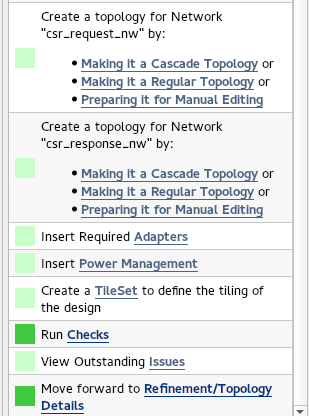 Create a topology for Network
"csr_request_nw" by:
• Making it a Cascade Topology or
• Making it a Regular Topology or
• Preparing it for Manual Editing
Create a topology for Network
"csr_response_nw" by:
• Making it a Cascade Topology or
• Making it a Regular Topology or
• Preparing it for Manual Editing
Insert Required Adapters
Insert Power Management
Create a TileSet to define the tiling of
the design
Run Checks
View Outstanding Issues
Move forward to Refinement/Topology
Details